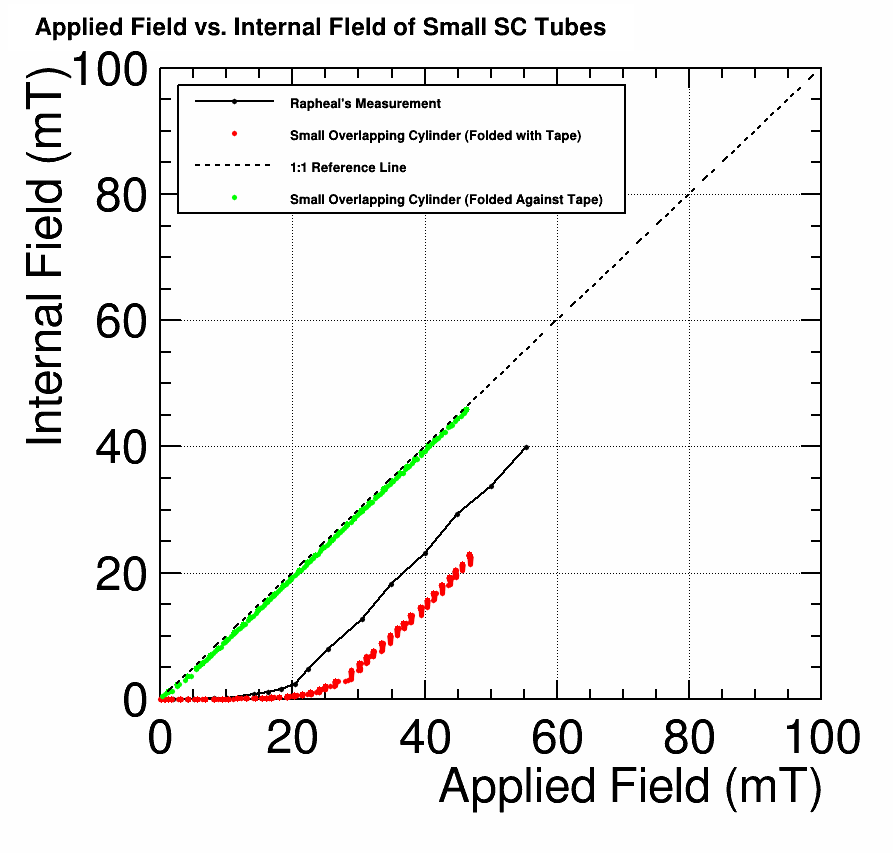 Applied Field vs. Internal FIeld of Small SC Tubes
Internal Field (mT)
100
80
60
40
20
0
Rapheal's Measurement
Small Overlapping Cylinder (Folded with Tape)
1:1 Reference Line
Small Overlapping Cylinder (Folded Against Tape)
0 20 40 60 80 100
Applied Field (mT)